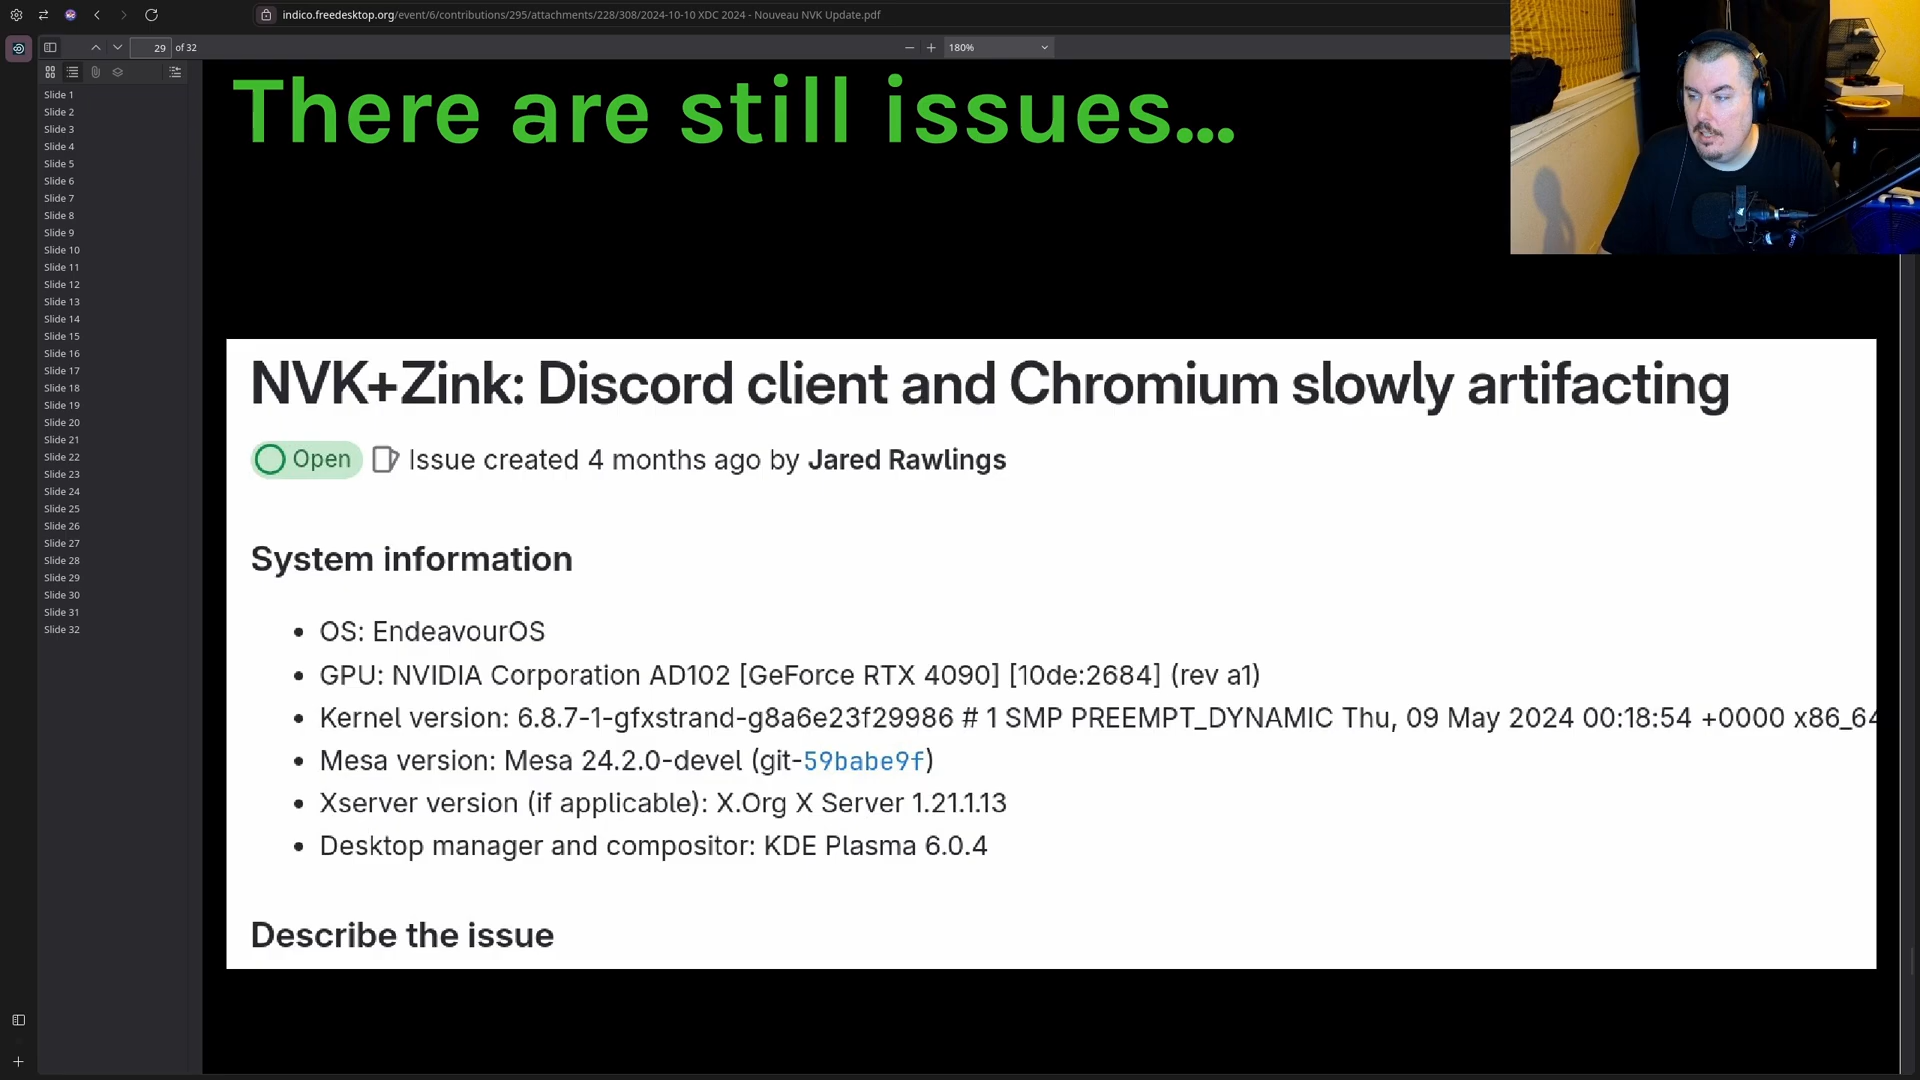 indico.freedesktop.org/event/6/contributions/295/attachments/228/308/2024-10-10 XDC 2024 - Nouveau NVK Update.pdf
29 of 32
180%
Slide 1
Slide 2
Slide 3
Slide 4
Slide 5
Slide 6
Slide 7
Slide 8
Slide 9
Slide 10
Slide 11
Slide 12
Slide 13
Slide 14
Slide 15
Slide 16
Slide 17
Slide 18
Slide 19
Slide 20
Slide 21
Slide 22
Slide 23
Slide 24
Slide 25
Slide 26
Slide 27
Slide 28
Slide 29
Slide 30
Slide 31
Slide 32
There are still issues...
NVK+Zink: Discord client and Chromium slowly artifacting
Open Issue created 4 months ago by Jared Rawlings
System information
• OS: EndeavourOS
• GPU: NVIDIA Corporation AD102 [GeForce RTX 4090] [10de:2684] (rev a1)
• Kernel version: 6.8.7-1-gfxstrand-g8a6e23f29986 # 1 SMP PREEMPT_DYNAMIC Thu, 09 May 2024 00:18:54 +0000 x86_64
• Mesa version: Mesa 24.2.0-devel (git-59babe9f)
• Xserver version (if applicable): X.Org X Server 1.21.1.13
• Desktop manager and compositor: KDE Plasma 6.0.4
Describe the issue